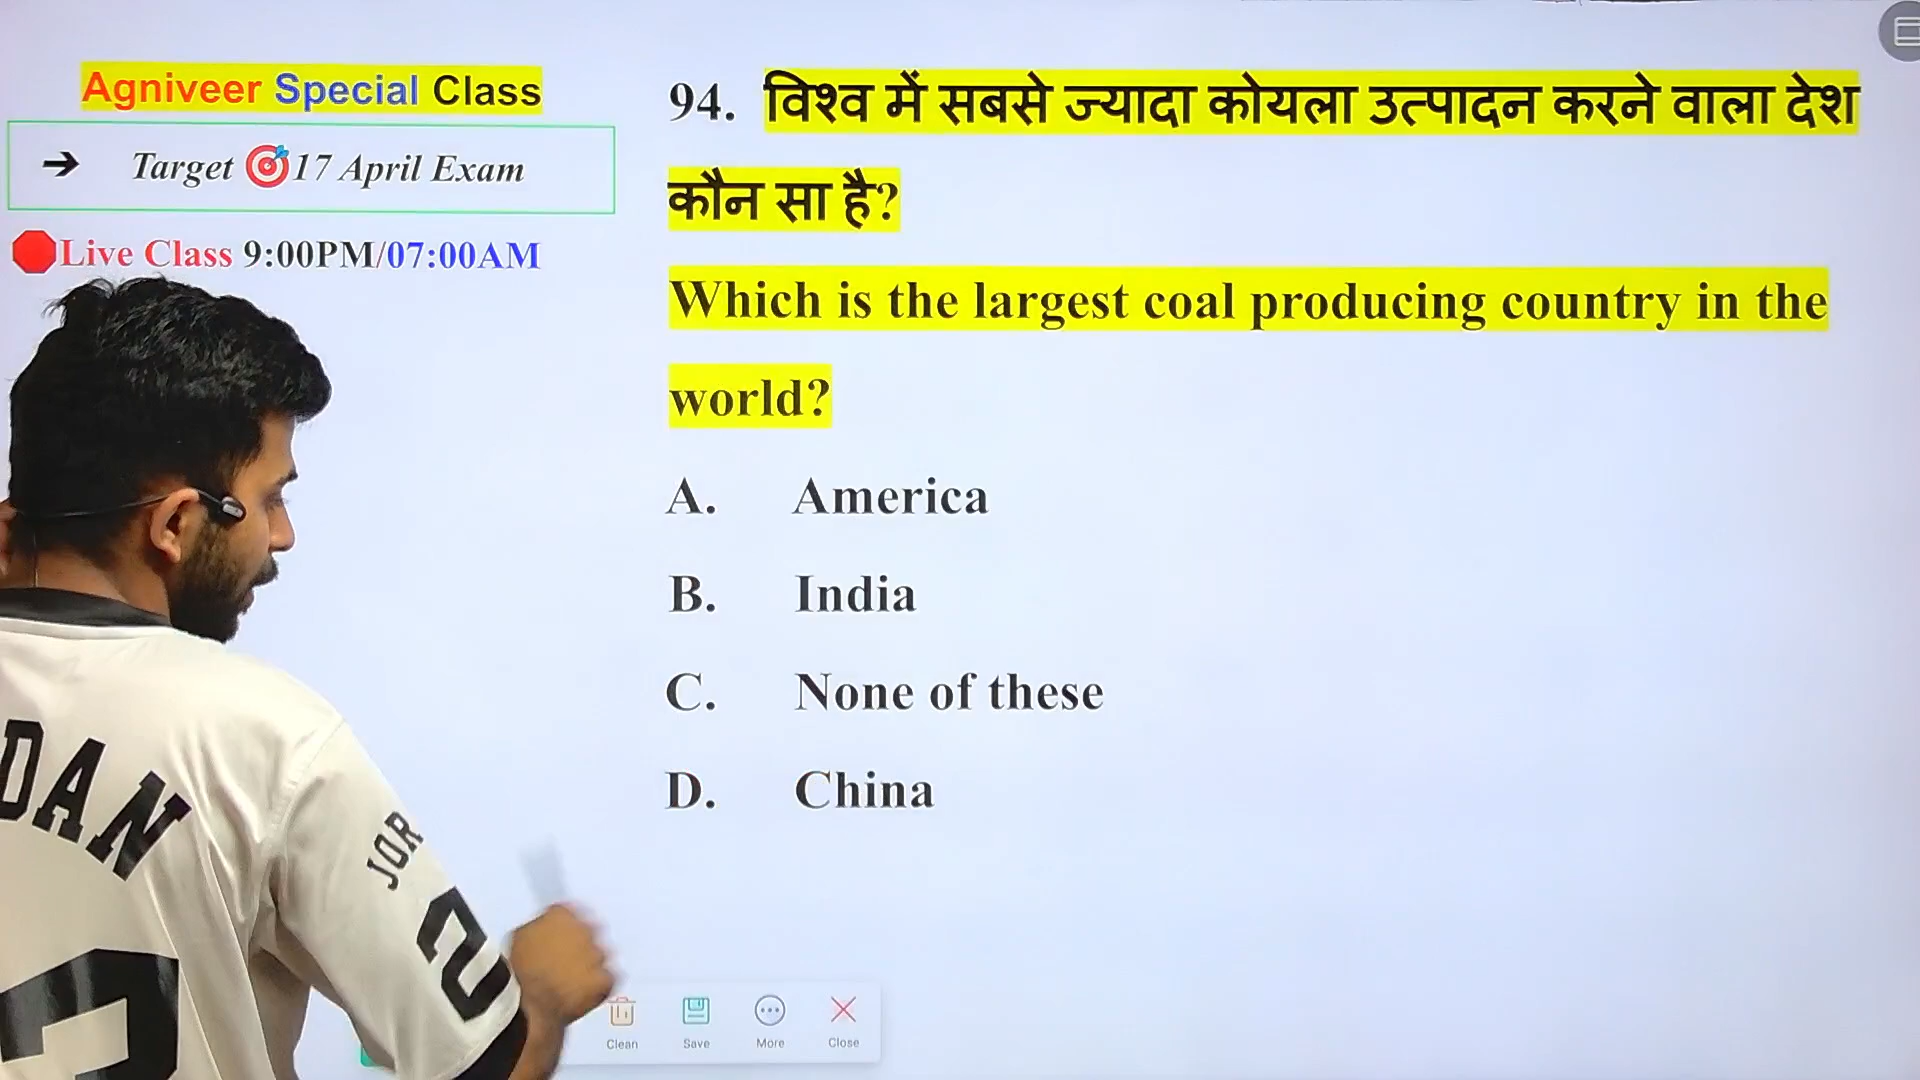 Agniveer Special Class
➔ Target 🎯17 April Exam
🛑Live Class 9:00PM/07:00AM
94. विश्व में सबसे ज्यादा कोयला उत्पादन करने वाला देश
कौन सा है?
Which is the largest coal producing country in the
world?
A. America
B. India
C. None of these
D. China
DAN
JOR
2
Clean Save More Close